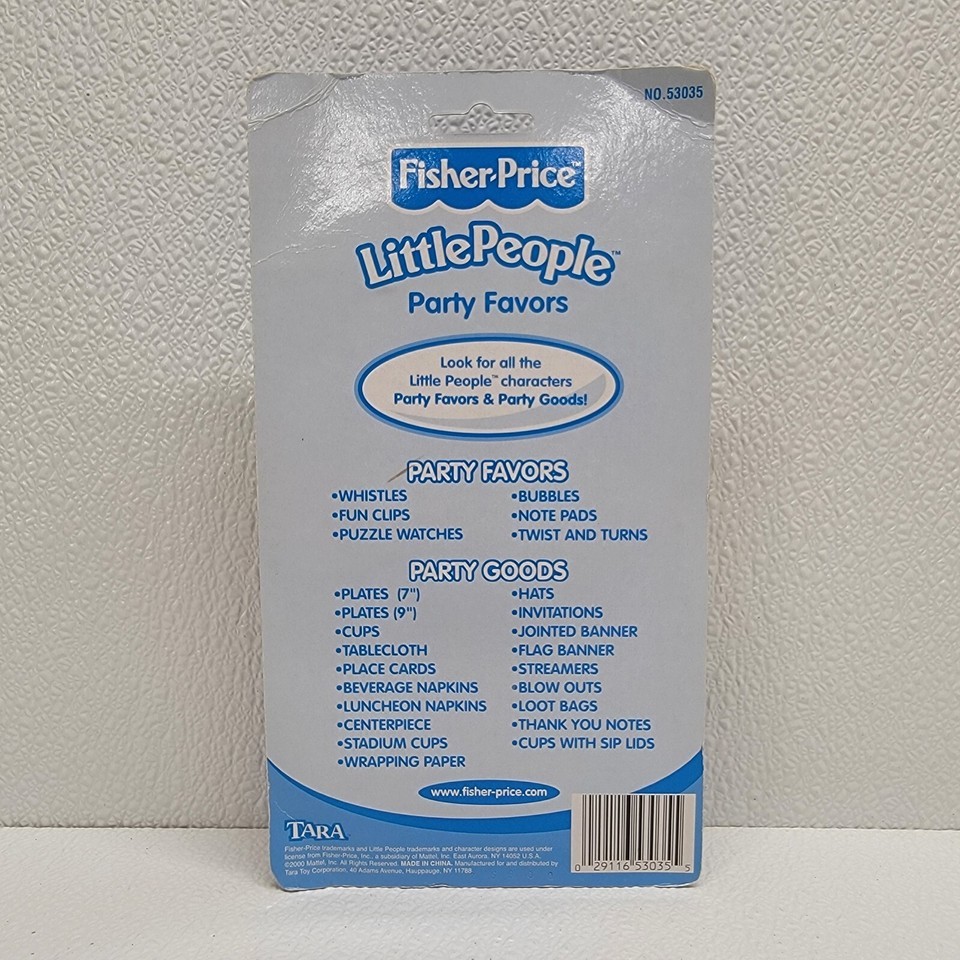 NO.53035
Fisher-Price™
Little People™
Party Favors
Look for all the
Little People™ characters
Party Favors & Party Goods!
PARTY FAVORS
•WHISTLES
•FUN CLIPS
•PUZZLE WATCHES
•BUBBLES
•NOTE PADS
•TWIST AND TURNS
PARTY GOODS
•PLATES (7")
•PLATES (9")
•CUPS
•TABLECLOTH
•PLACE CARDS
•BEVERAGE NAPKINS
•LUNCHEON NAPKINS
•CENTERPIECE
•STADIUM CUPS
•WRAPPING PAPER
•HATS
•INVITATIONS
•JOINTED BANNER
•FLAG BANNER
•STREAMERS
•BLOW OUTS
•LOOT BAGS
•THANK YOU NOTES
•CUPS WITH SIP LIDS
www.fisher-price.com
TARA
Fisher-Price trademarks and Little People trademarks and character designs are used under
license from Fisher-Price, Inc., a subsidiary of Mattel, Inc. East Aurora, NY 14052 U.S.A.
©2000 Mattel, Inc. All Rights Reserved. MADE IN CHINA. Manufactured for and distributed by
Tara Toy Corporation, 40 Adams Avenue, Hauppauge, NY 11788
0 29116 53035 5